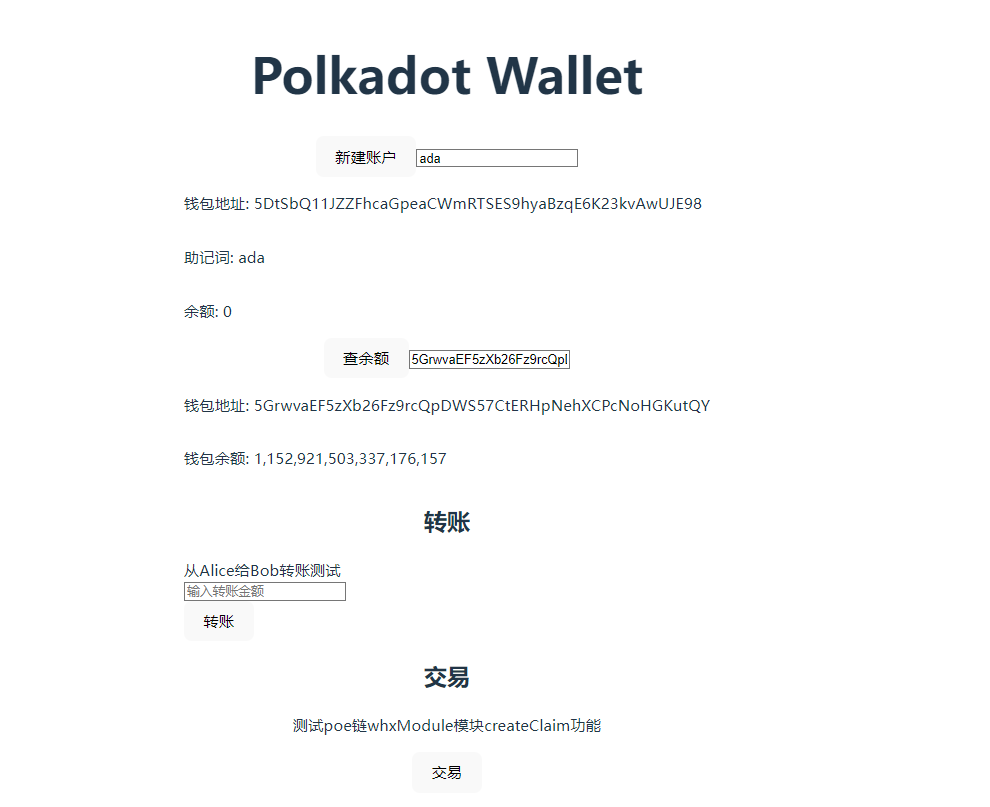 Polkadot Wallet
新建账户 ada
钱包地址: 5DtSbQ11JZZFhcaGpeaCWmRTSES9hyaBzqE6K23kvAwUJE98
助记词: ada
余额: 0
查余额 5GrwvaEF5zXb26Fz9rcQpl
钱包地址: 5GrwvaEF5zXb26Fz9rcQpDWS57CtERHpNehXCPcNoHGKutQY
钱包余额: 1,152,921,503,337,176,157
转账
从Alice给Bob转账测试
输入转账金额
转账
交易
测试poe链whxModule模块createClaim功能
交易